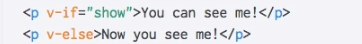 <p v-if="show">You can see me!</p>
<p v-else>Now you see me!</p>